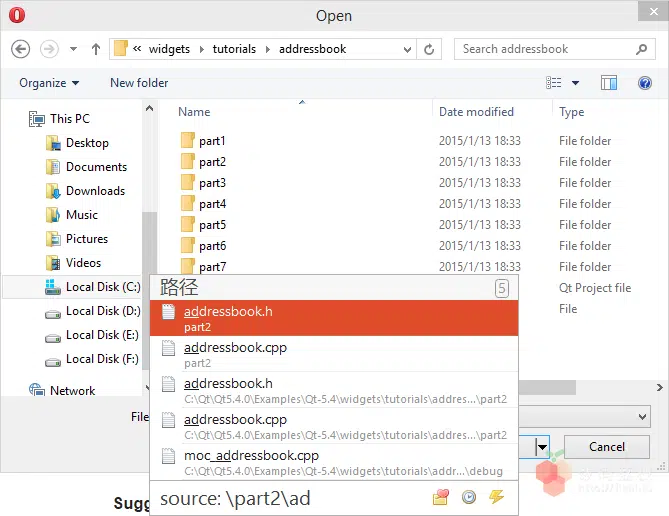 Open
widgets tutorials addressbook Search addressbook
Organize New folder
This PC
Desktop
Documents
Downloads
Music
Pictures
Videos
Local Disk (C:)
Local Disk (D:)
Local Disk (E:)
Local Disk (F:)
Network
Name Date modified Type
part1 2015/1/13 18:33 File folder
part2 2015/1/13 18:33 File folder
part3 2015/1/13 18:33 File folder
part4 2015/1/13 18:33 File folder
part5 2015/1/13 18:33 File folder
part6 2015/1/13 18:33 File folder
part7 2015/1/13 18:33 File folder
Qt Project file
File
路径 5
addressbook.h
part2
addressbook.cpp
part2
addressbook.h
C:\Qt\Qt5.4.0\Examples\Qt-5.4\widgets\tutorials\addres...\part2
addressbook.cpp
C:\Qt\Qt5.4.0\Examples\Qt-5.4\widgets\tutorials\addres...\part2
moc_addressbook.cpp
C:\Qt\Qt5.4.0\Examples\Qt-5.4\widgets\tutorials\addr...\debug
source: \part2\ad
File
Cancel
Sugg